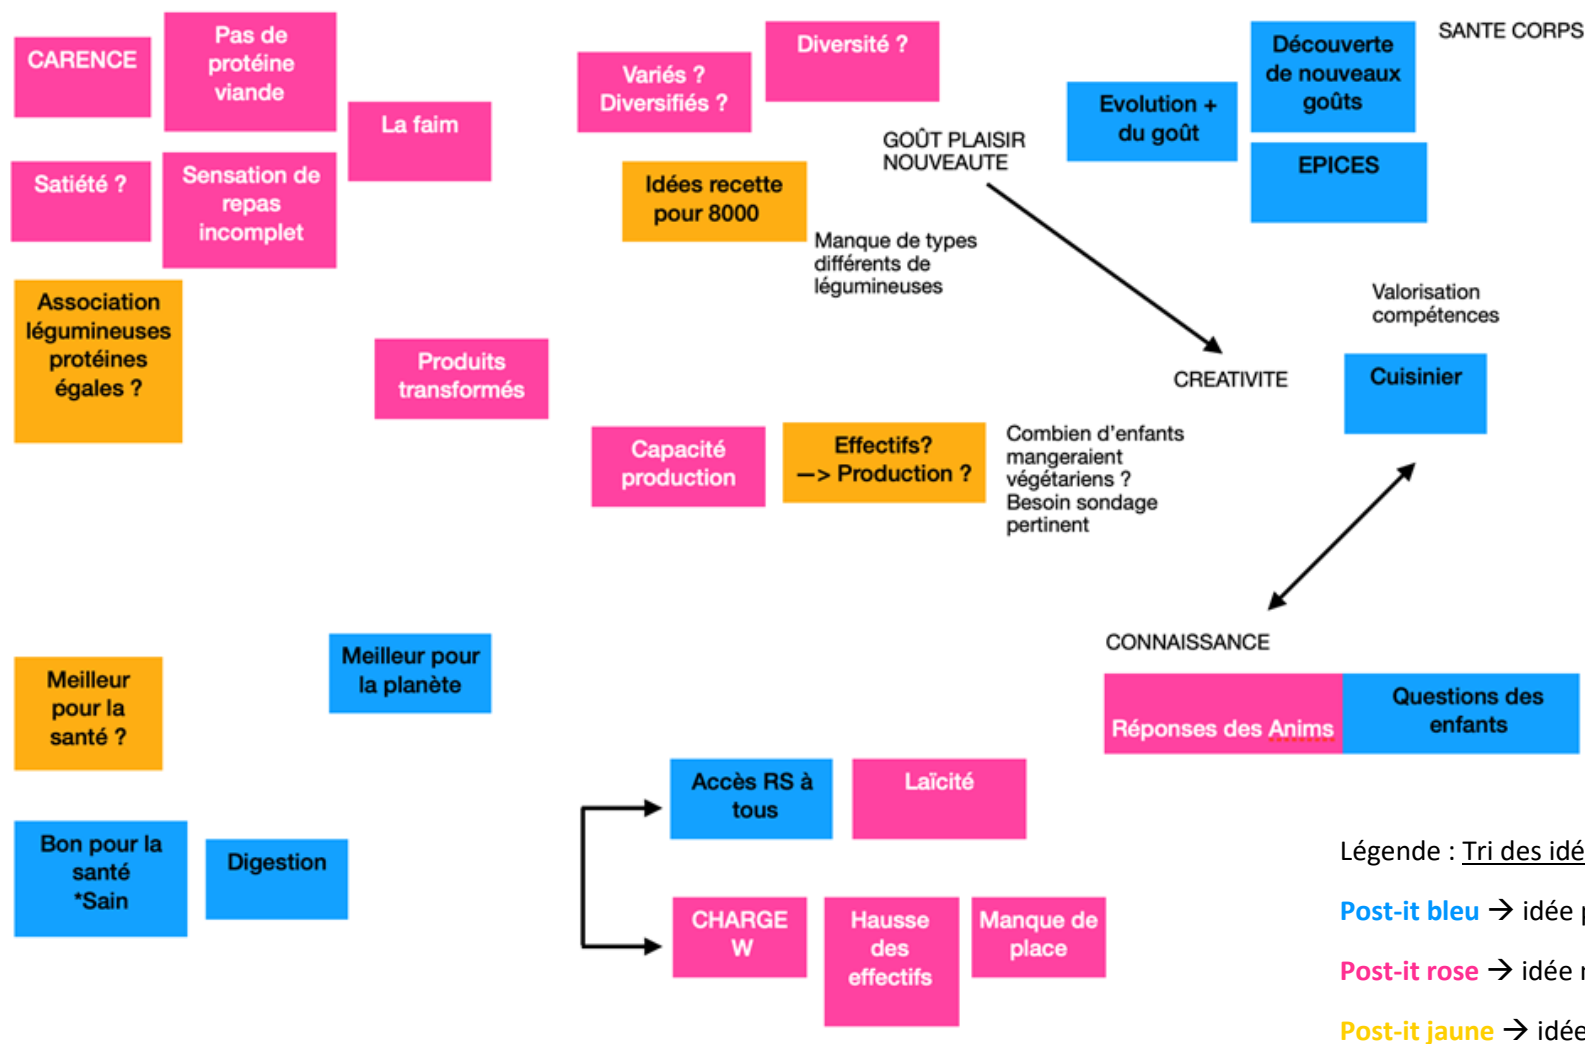 CARENCE
Pas de
protéine
viande
La faim
Satiété ?
Sensation de
repas
incomplet
Association
légumineuses
protéines
égales ?
Produits
transformés
Variés ?
Diversifiés ?
Diversité ?
GOÛT PLAISIR
NOUVEAUTE
Idées recette
pour 8000
Manque de types
différents de
légumineuses
Evolution +
du goût
Découverte
de nouveaux
goûts
EPICES
SANTE CORPS
Valorisation
compétences
CREATIVITE
Cuisinier
Capacité
production
Effectifs?
—> Production ?
Combien d’enfants
mangeraient
végétariens ?
Besoin sondage
pertinent
CONNAISSANCE
Réponses des Anims
Questions des
enfants
Meilleur
pour la
santé ?
Meilleur pour
la planète
Bon pour la
santé
*Sain
Digestion
Accès RS à
tous
Laïcité
CHARGE
W
Hausse
des
effectifs
Manque de
place
Légende : Tri des idé
Post-it bleu → idée p
Post-it rose → idée
Post-it jaune → idée